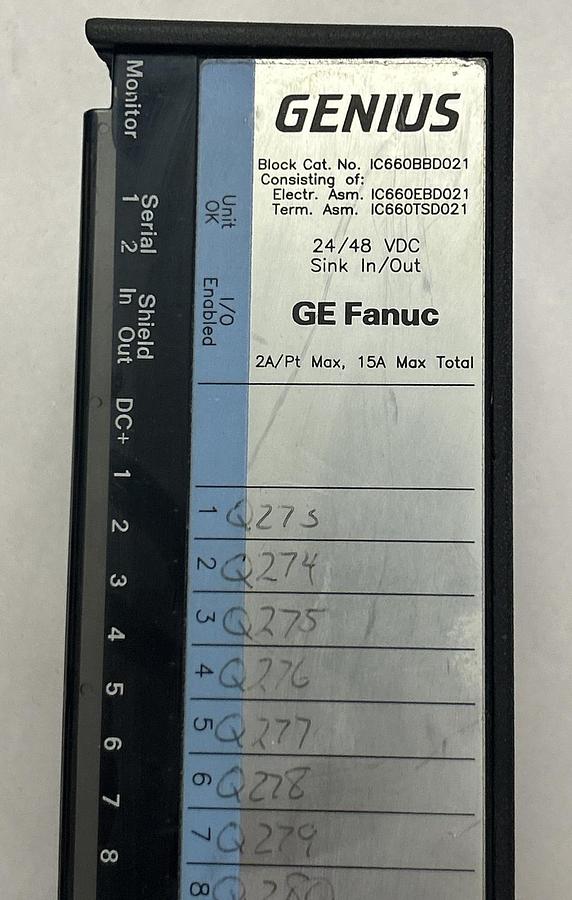 GENIUS
Block Cat. No. IC660BBD021
Consisting of:
Electr. Asm. IC660EBD021
Term. Asm. IC660TSD021
24/48 VDC
Sink In/Out
GE Fanuc
2A/Pt Max, 15A Max Total
Unit
OK
I/O
Enabled
1 Q273
2 Q274
3 Q275
4 Q276
5 Q277
6 Q278
7 Q279
8 Q280
Monitor
Serial
1 2
Shield
In Out
DC+
1
2
3
4
5
6
7
8